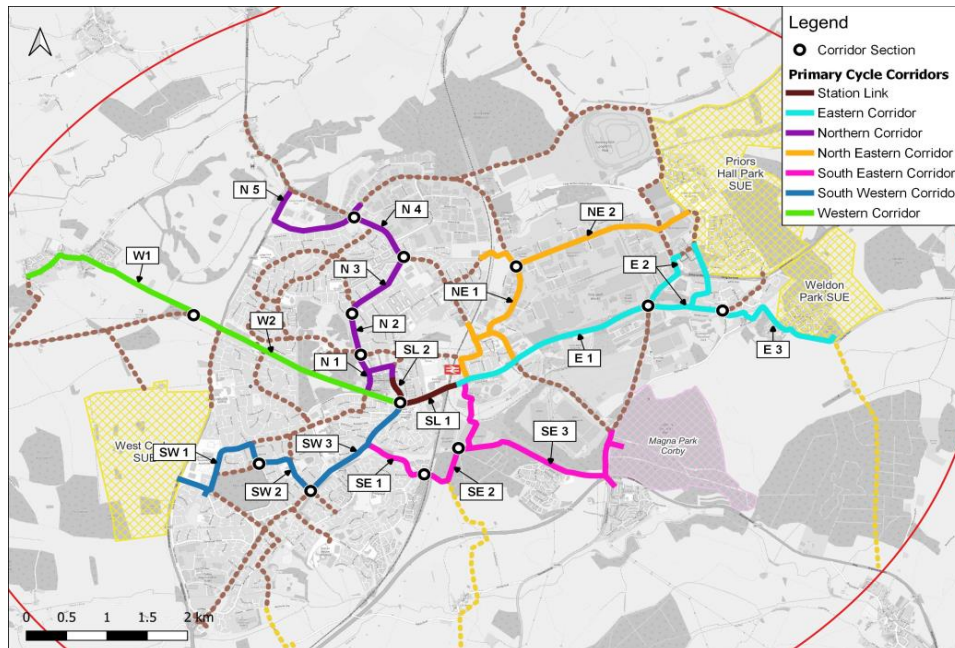 Legend
Corridor Section
Primary Cycle Corridors
Station Link
Eastern Corridor
Northern Corridor
North Eastern Corridor
South Eastern Corridor
South Western Corrido
Western Corridor
Priors
Hall Park
SUE
N 5
N 4
NE 2
W1
N 3
E 2
NE 1
Weldon
Park SUE
W2
N 2
E 3
N 1
SL 2
E 1
SL 1
West Co
SUE
SW 1
SW 3
SE 3
Magna Park
Corby
SW 2
SE 1
SE 2
0 0.5 1 1.5 2 km